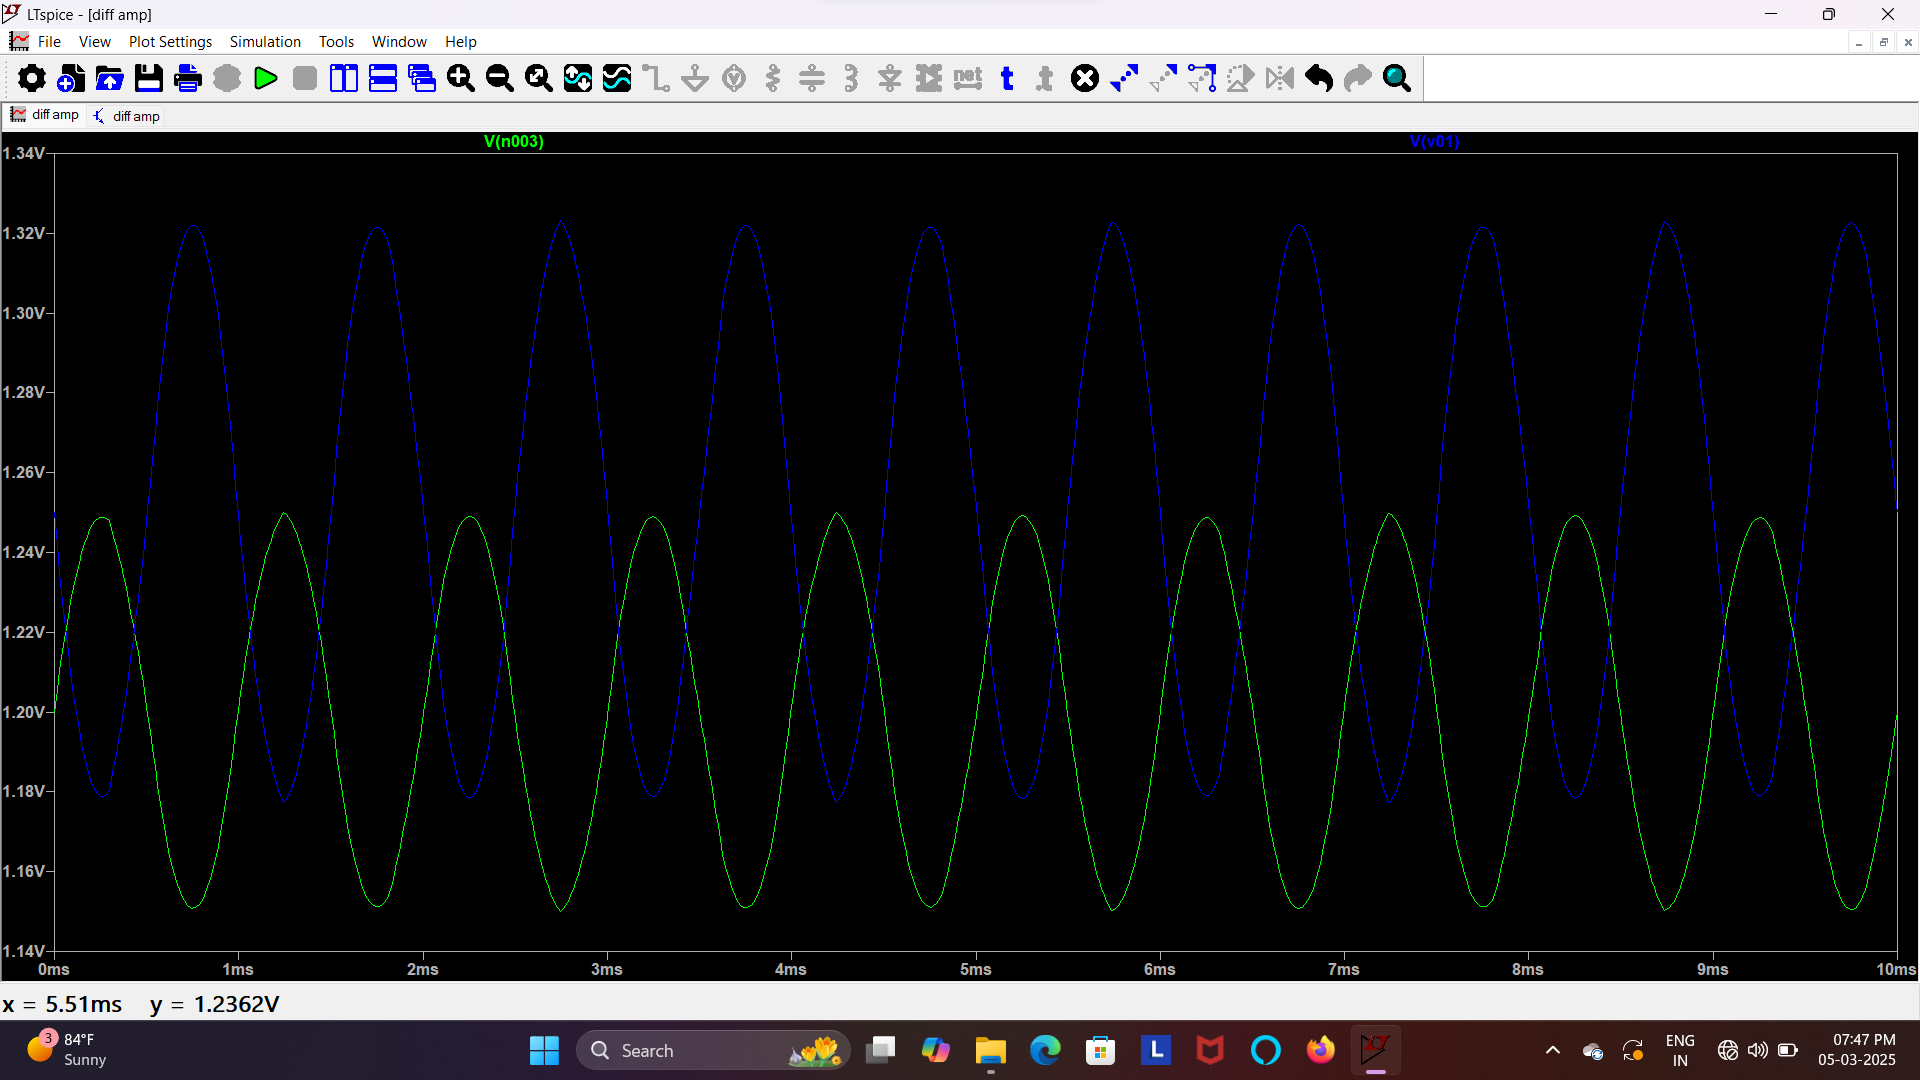 LTspice - [diff amp]
File View Plot Settings Simulation Tools Window Help
net t .t
diff amp diff amp
V(n003) V(v01)
1.34V
1.32V
1.30V
1.28V
1.26V
1.24V
1.22V
1.20V
1.18V
1.16V
1.14V
0ms 1ms 2ms 3ms 4ms 5ms 6ms 7ms 8ms 9ms 10ms
x = 5.51ms y = 1.2362V
3 84°F
Sunny
Search
L
ENG
IN
07:47 PM
05-03-2025